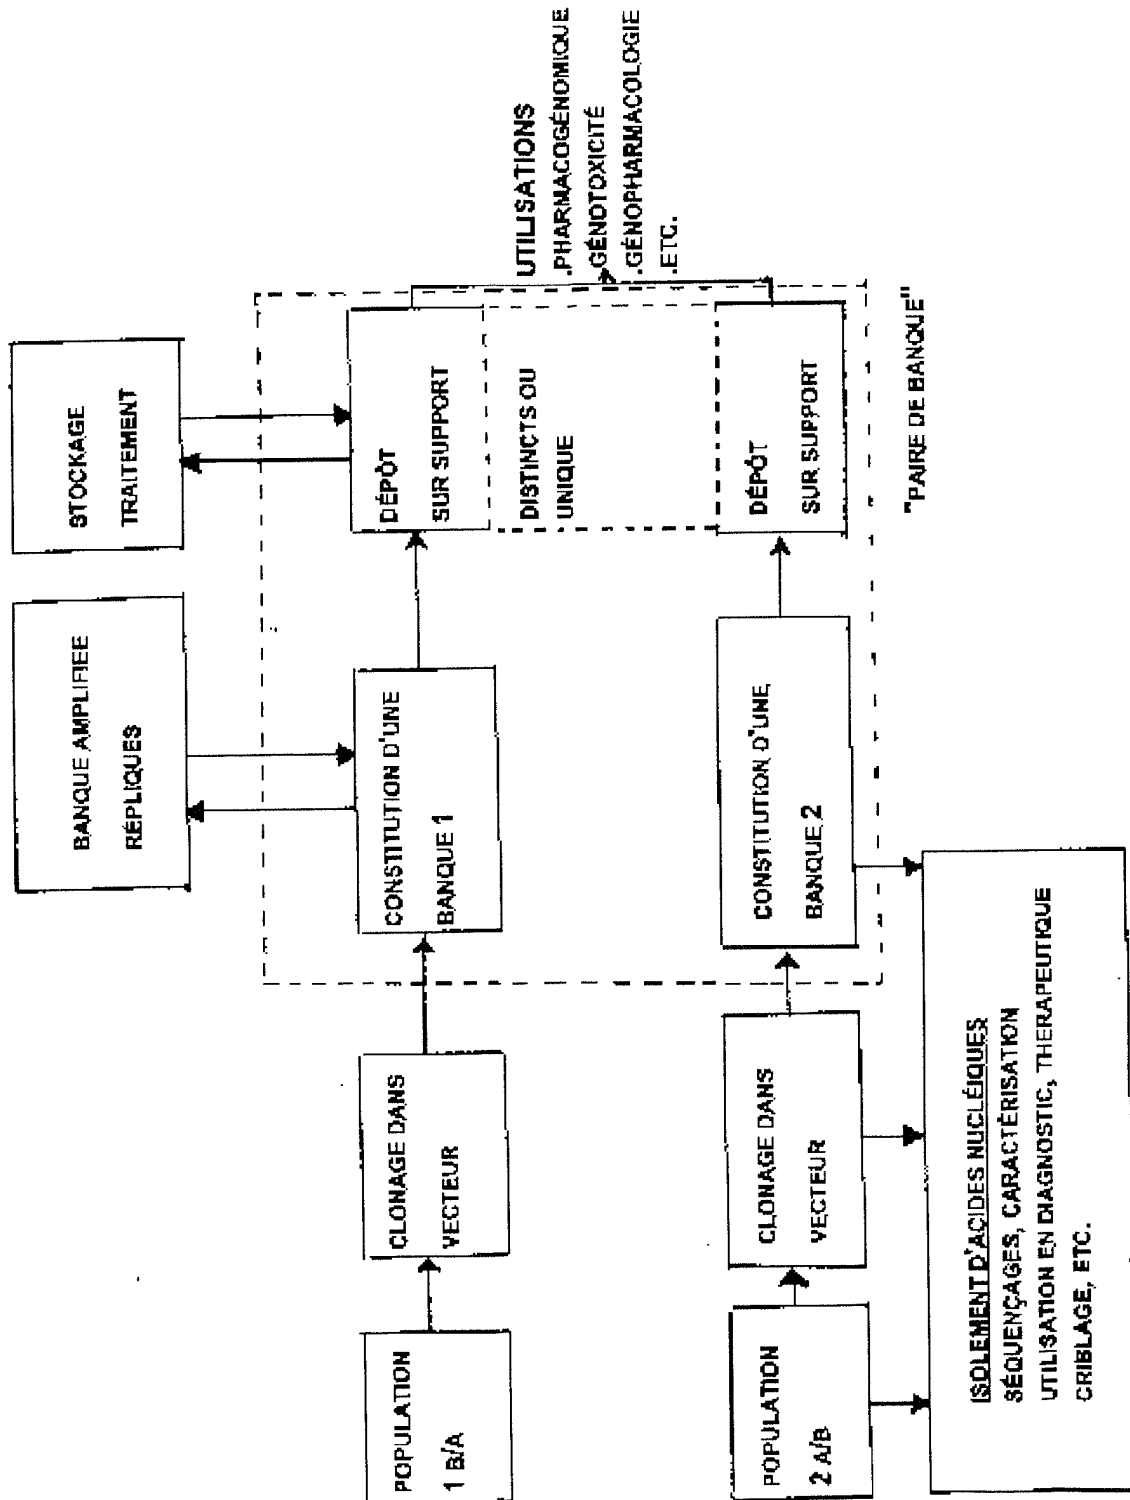 BANQUE AMPLIFIEE
RÉPLIQUES
STOCKAGE
TRAITEMENT
POPULATION
1 B/A
CLONAGE DANS
VECTEUR
CONSTITUTION D'UNE
BANQUE 1
DÉPÔT
SUR SUPPORT
DISTINCTS OU
UNIQUE
UTILISATIONS
.PHARMACOGÉNOMIQUE
.GÉNOTOXICITÉ
.GÉNOPHARMACOLOGIE
.ETC.
POPULATION
2 A/B
CLONAGE DANS
VECTEUR
CONSTITUTION D'UNE
BANQUE 2
DÉPÔT
SUR SUPPORT
"PAIRE DE BANQUE"
ISOLEMENT D'ACIDES NUCLÉIQUES
SÉQUENÇAGES, CARACTÉRISATION
UTILISATION EN DIAGNOSTIC, THERAPEUTIQUE
CRIBLAGE, ETC.